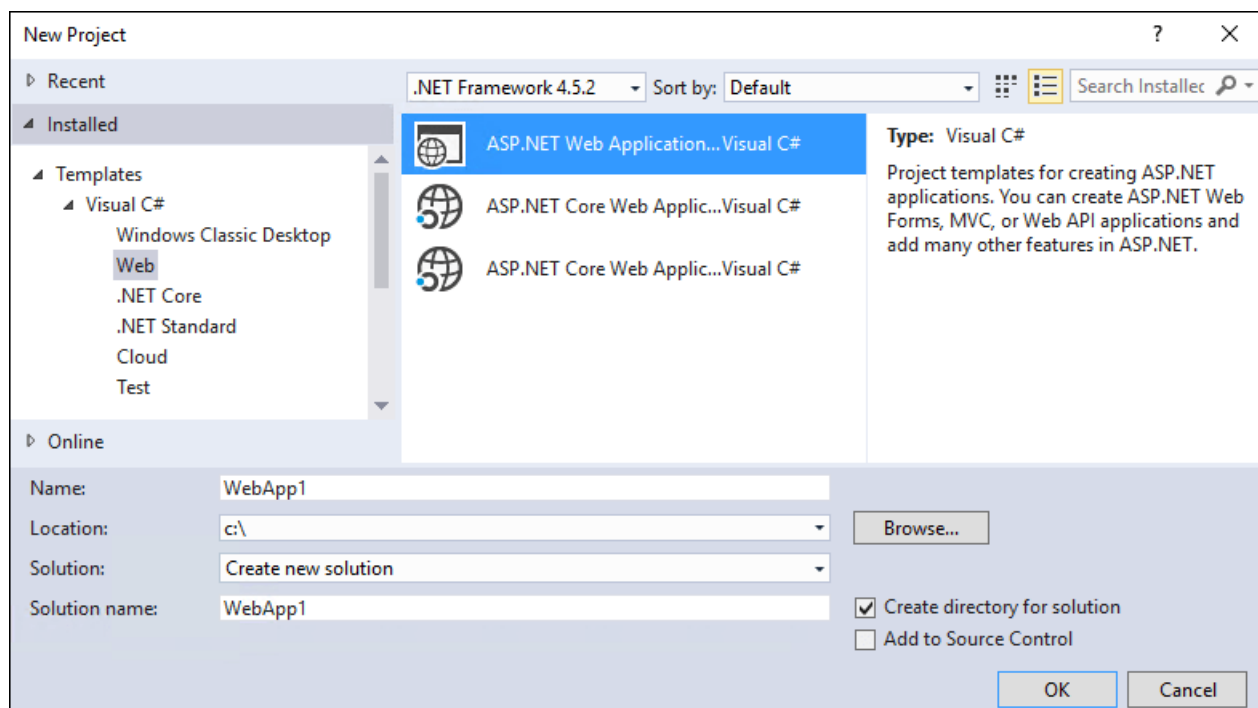 New Project
?
Recent
.NET Framework 4.5.2
Sort by:
Default
Search Installec
Installed
Templates
Visual C#
Windows Classic Desktop
Web
.NET Core
.NET Standard
Cloud
Test
Online
ASP.NET Web Application...Visual C#
ASP.NET Core Web Applic...Visual C#
ASP.NET Core Web Applic...Visual C#
Type: Visual C#
Project templates for creating ASP.NET
applications. You can create ASP.NET Web
Forms, MVC, or Web API applications and
add many other features in ASP.NET.
Name: WebApp1
Location: c:\
Browse...
Solution: Create new solution
Solution name: WebApp1
Create directory for solution
Add to Source Control
OK
Cancel